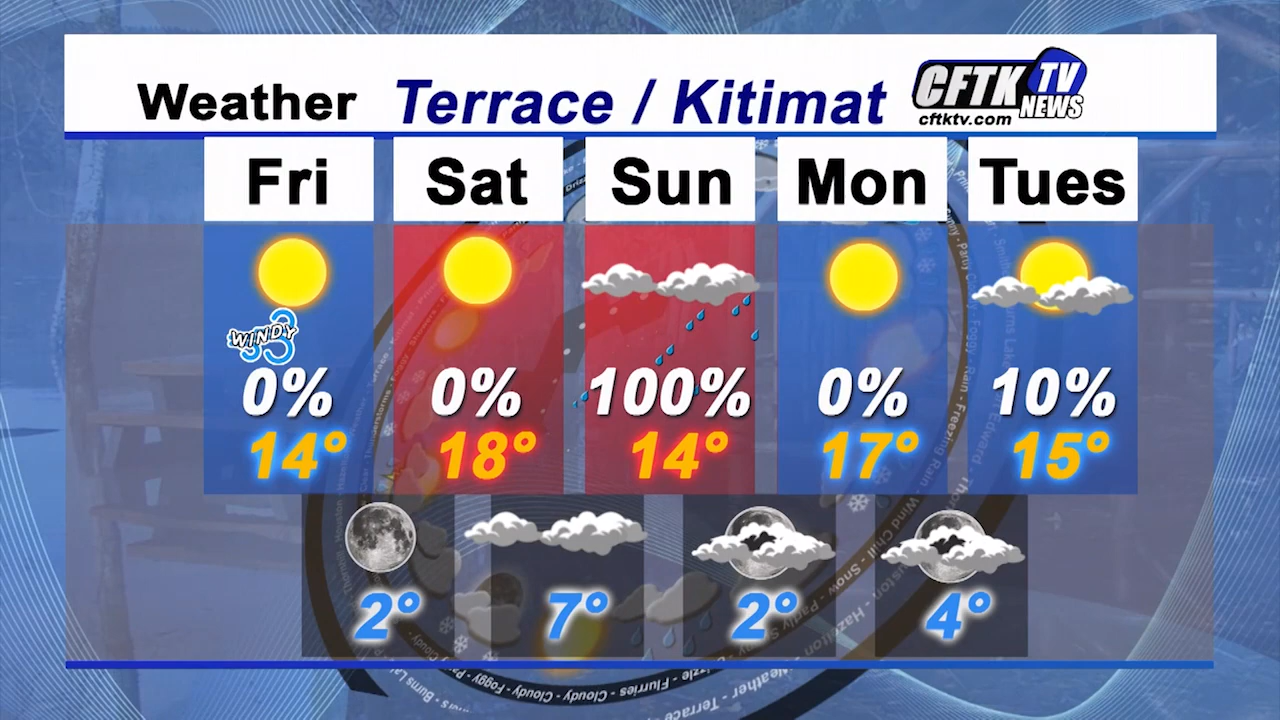 Weather Terrace / Kitimat CFTK TV NEWS
cftktv.com
Fri Sat Sun Mon Tues
WINDY
0% 0% 100% 0% 10%
14° 18° 14° 17° 15°
2° 7° 2° 4°